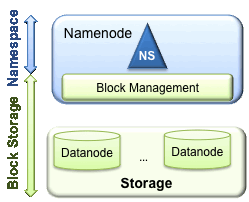 Namespace
Block Storage
Namenode
NS
Block Management
Datanode
...
Datanode
Storage